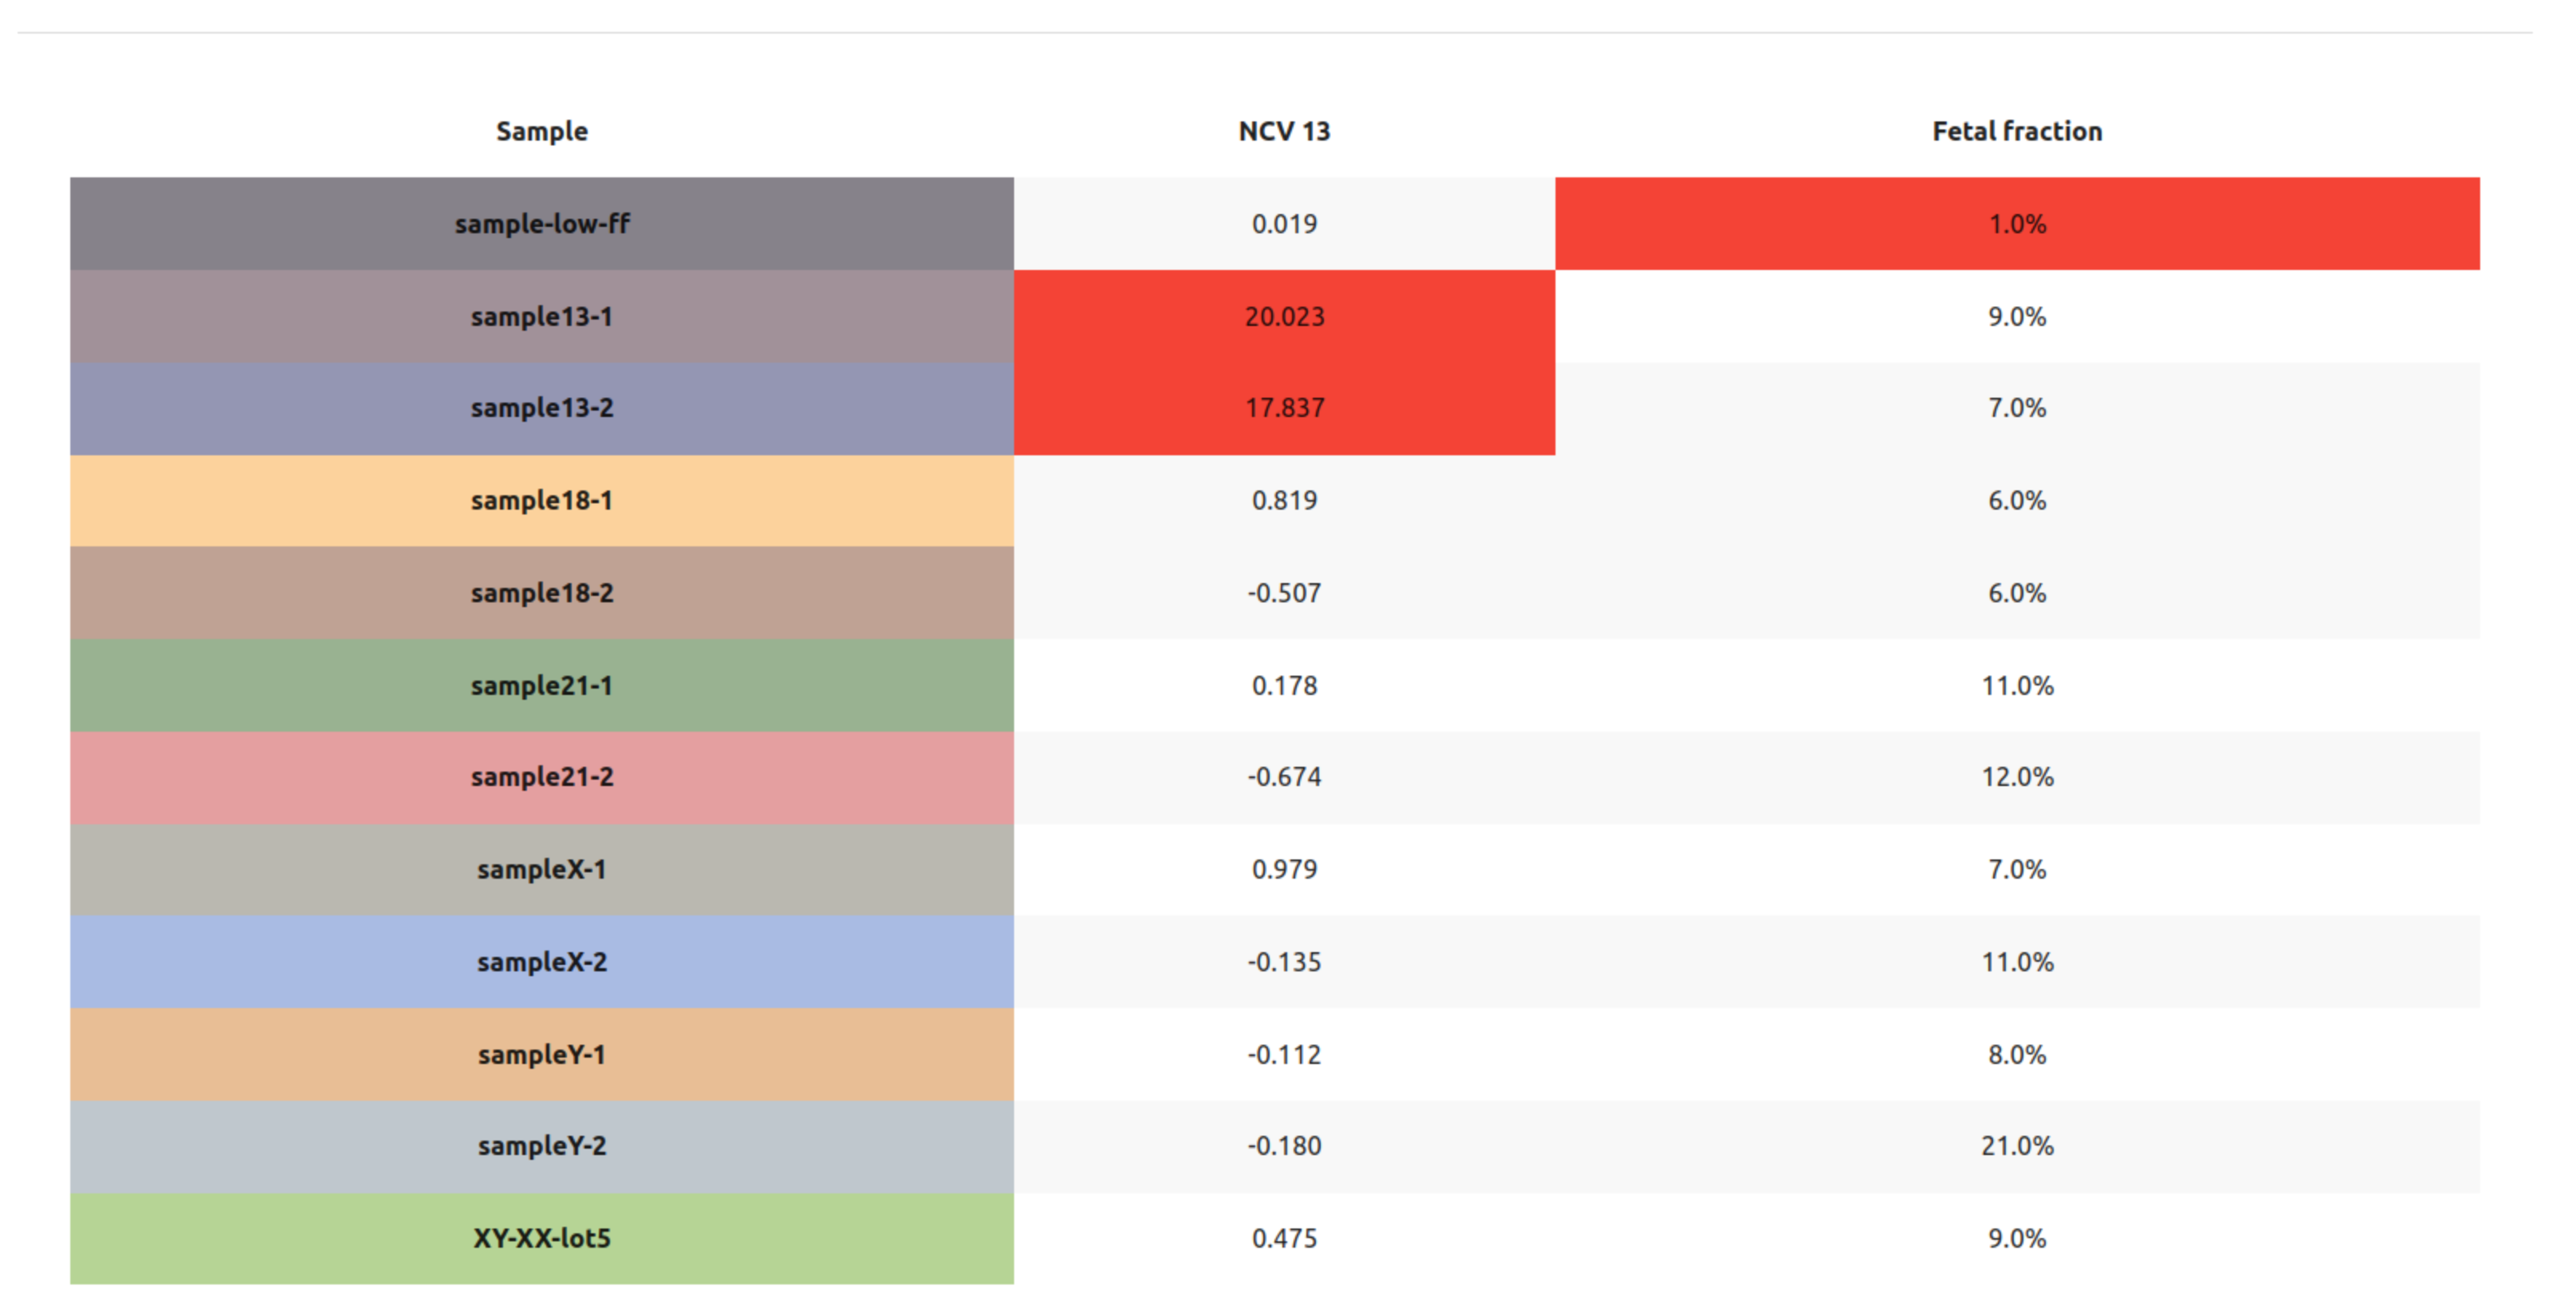 Sample NCV 13 Fetal fraction
sample-low-ff 0.019 1.0%
sample13-1 20.023 9.0%
sample13-2 17.837 7.0%
sample18-1 0.819 6.0%
sample18-2 -0.507 6.0%
sample21-1 0.178 11.0%
sample21-2 -0.674 12.0%
sampleX-1 0.979 7.0%
sampleX-2 -0.135 11.0%
sampleY-1 -0.112 8.0%
sampleY-2 -0.180 21.0%
XY-XX-lot5 0.475 9.0%